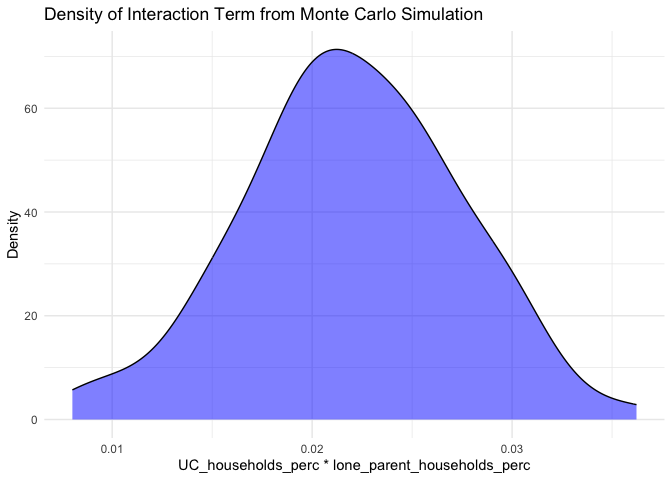 Density of Interaction Term from Monte Carlo Simulation
Density
60
40
20
0
0.01 0.02 0.03
UC_households_perc * lone_parent_households_perc